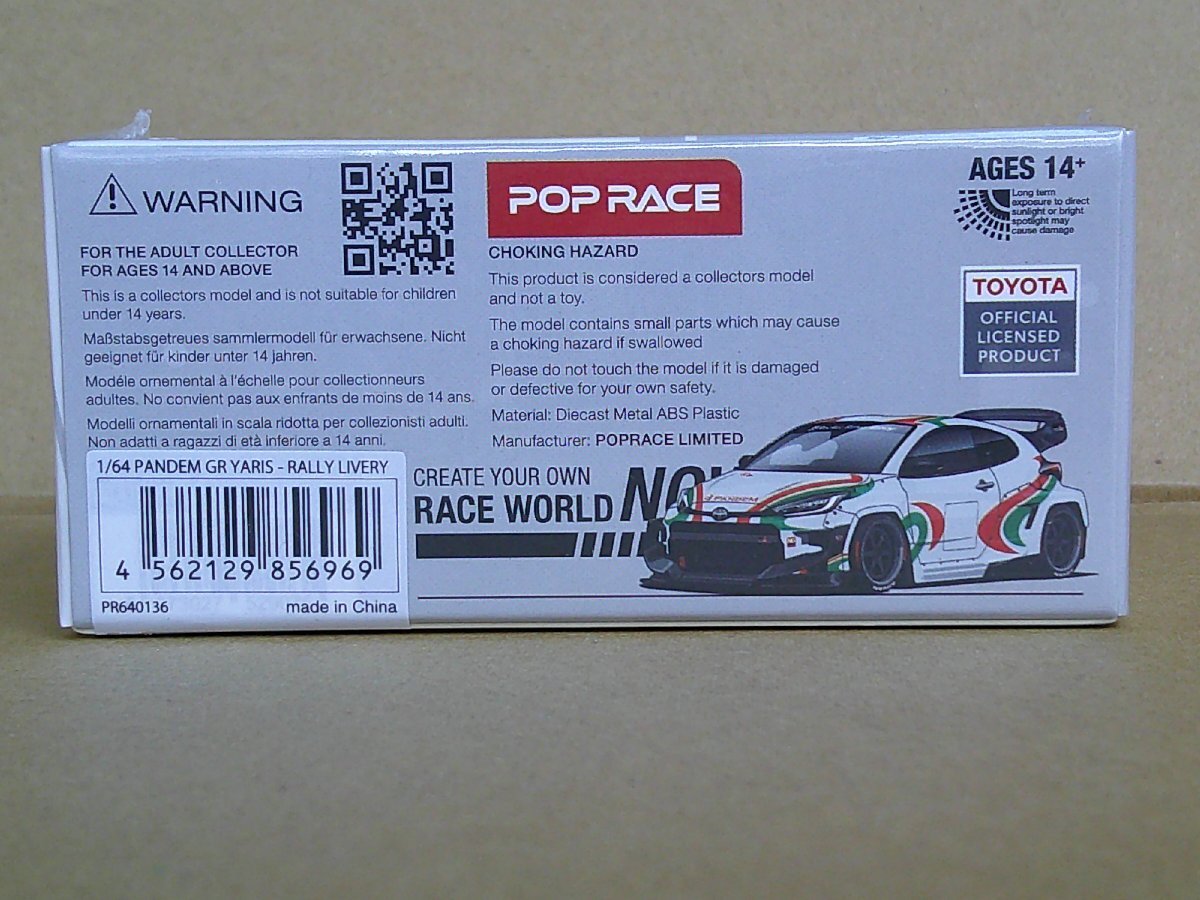 WARNING
FOR THE ADULT COLLECTOR
FOR AGES 14 AND ABOVE
This is a collectors model and is not suitable for children
under 14 years.
Maßstabsgetreues sammlermodell für erwachsene. Nicht
geeignet für kinder unter 14 jahren.
Modéle ornemental à l'échelle pour collectionneurs
adultes. No convient pas aux enfrants de moins de 14 ans.
Modelli ornamentali in scala ridotta per collezionisti adulti.
Non adatti a ragazzi di età inferiore a 14 anni.
1/64 PANDEM GR YARIS - RALLY LIVERY
4 562129 856969
PR640136 made in China
POP RACE
CHOKING HAZARD
This product is considered a collectors model
and not a toy.
The model contains small parts which may cause
a choking hazard if swallowed
Please do not touch the model if it is damaged
or defective for your own safety.
Material: Diecast Metal ABS Plastic
Manufacturer: POPRACE LIMITED
CREATE YOUR OWN
RACE WORLD
PANDEM
AGES 14+
Long term
exposure to direct
sunlight or bright
spotlight may
cause damage
TOYOTA
OFFICIAL
LICENSED
PRODUCT